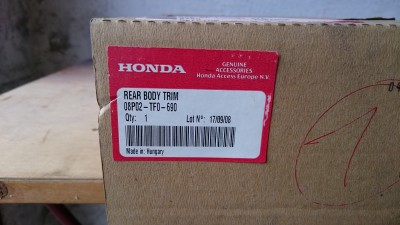 HONDA
GENUINE
ACCESSORIES
Honda Access Europe N.V.
REAR BODY TRIM
08P02-TF0-690
Qty: 1 Lot Nº: 17/09/08
Made in: Hungary